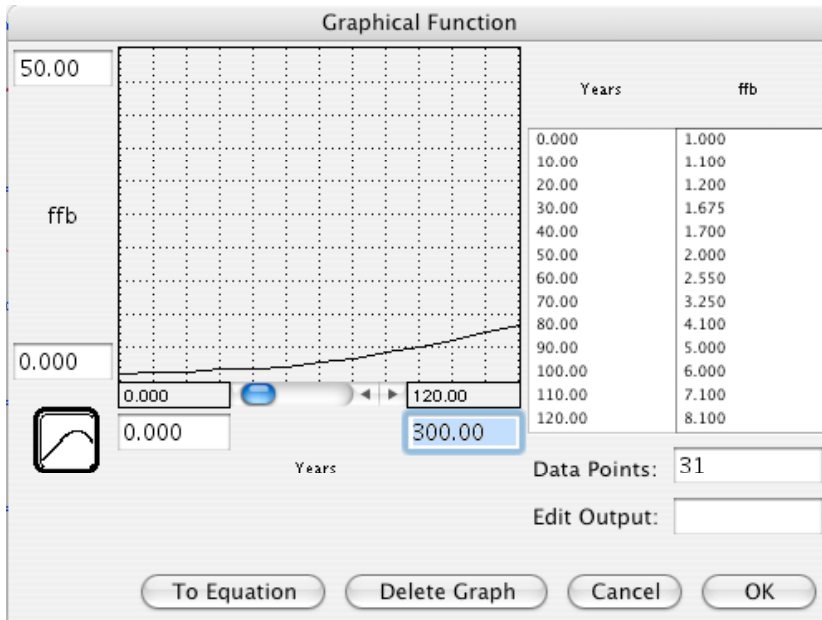 Graphical Function
50.00
ffb
0.000
0.000 120.00
0.000 300.00
Years
Years ffb
0.000 1.000
10.00 1.100
20.00 1.200
30.00 1.675
40.00 1.700
50.00 2.000
60.00 2.550
70.00 3.250
80.00 4.100
90.00 5.000
100.00 6.000
110.00 7.100
120.00 8.100
Data Points: 31
Edit Output:
To Equation Delete Graph Cancel OK